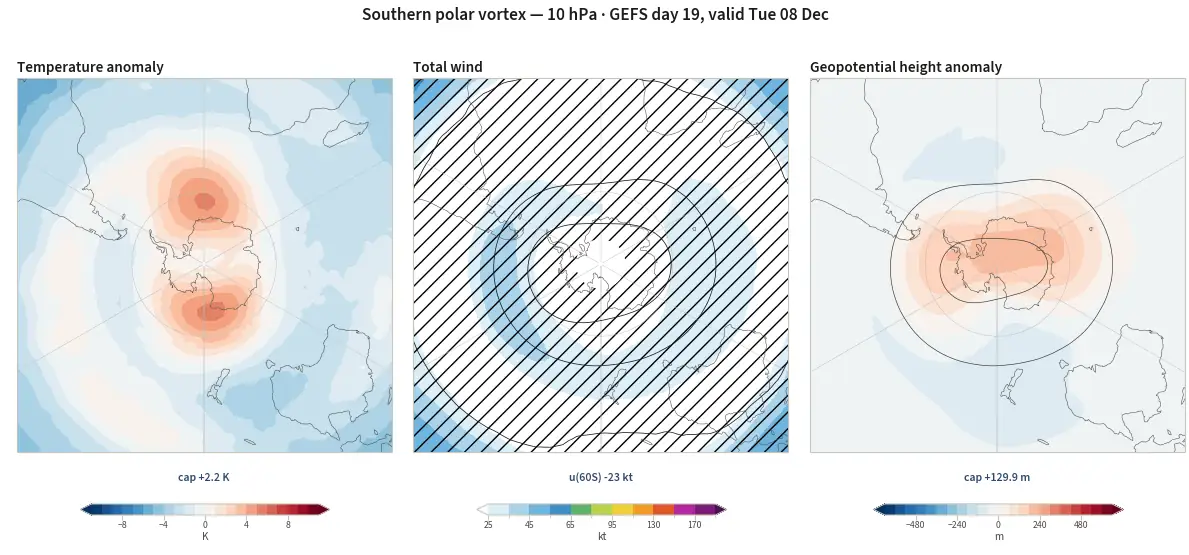 Southern polar vortex — 10 hPa · GEFS day 19, valid Tue 08 Dec
Temperature anomaly
Total wind
Geopotential height anomaly
cap +2.2 K
u(60S) -23 kt
cap +129.9 m
−8 −4 0 4 8
K
25 45 65 95 130 170
kt
−480 −240 0 240 480
m